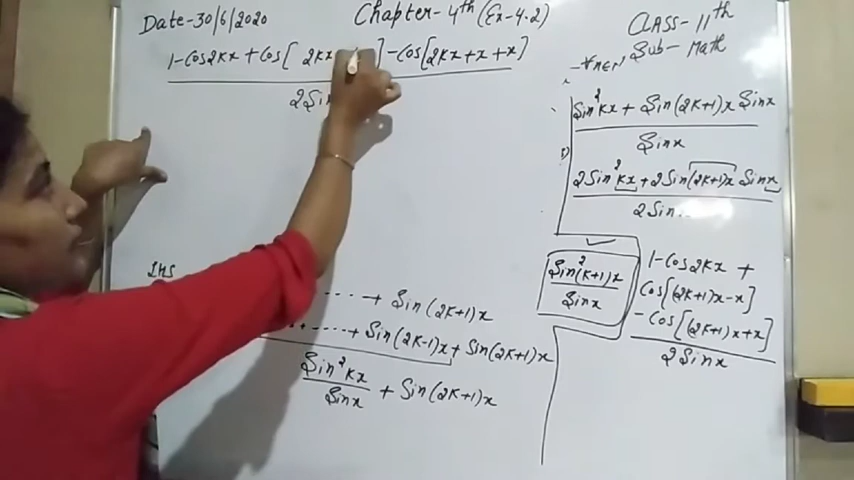 Date-30/6/2020
Chapter-4th (Ex-4.2)
CLASS-11th
Sub- Math
1-Cos2Kx + Cos[ 2Kx ] - Cos[2Kx+x+x]
2Sin
- ∀ n∈N
Sin²Kx + Sin(2K+1)x Sinx
Sinx
2Sin²Kx + 2Sin(2K+1)x Sinx
2Sin
Sin²(K+1)x
Sinx
1-Cos2Kx +
Cos[(2K+1)x-x]
-Cos[(2K+1)x+x]
2Sinx
LHS
.... + Sin(2K+1)x
.....+ Sin(2K-1)x + Sin(2K+1)x
Sin²Kx + Sin(2K+1)x
Sinx